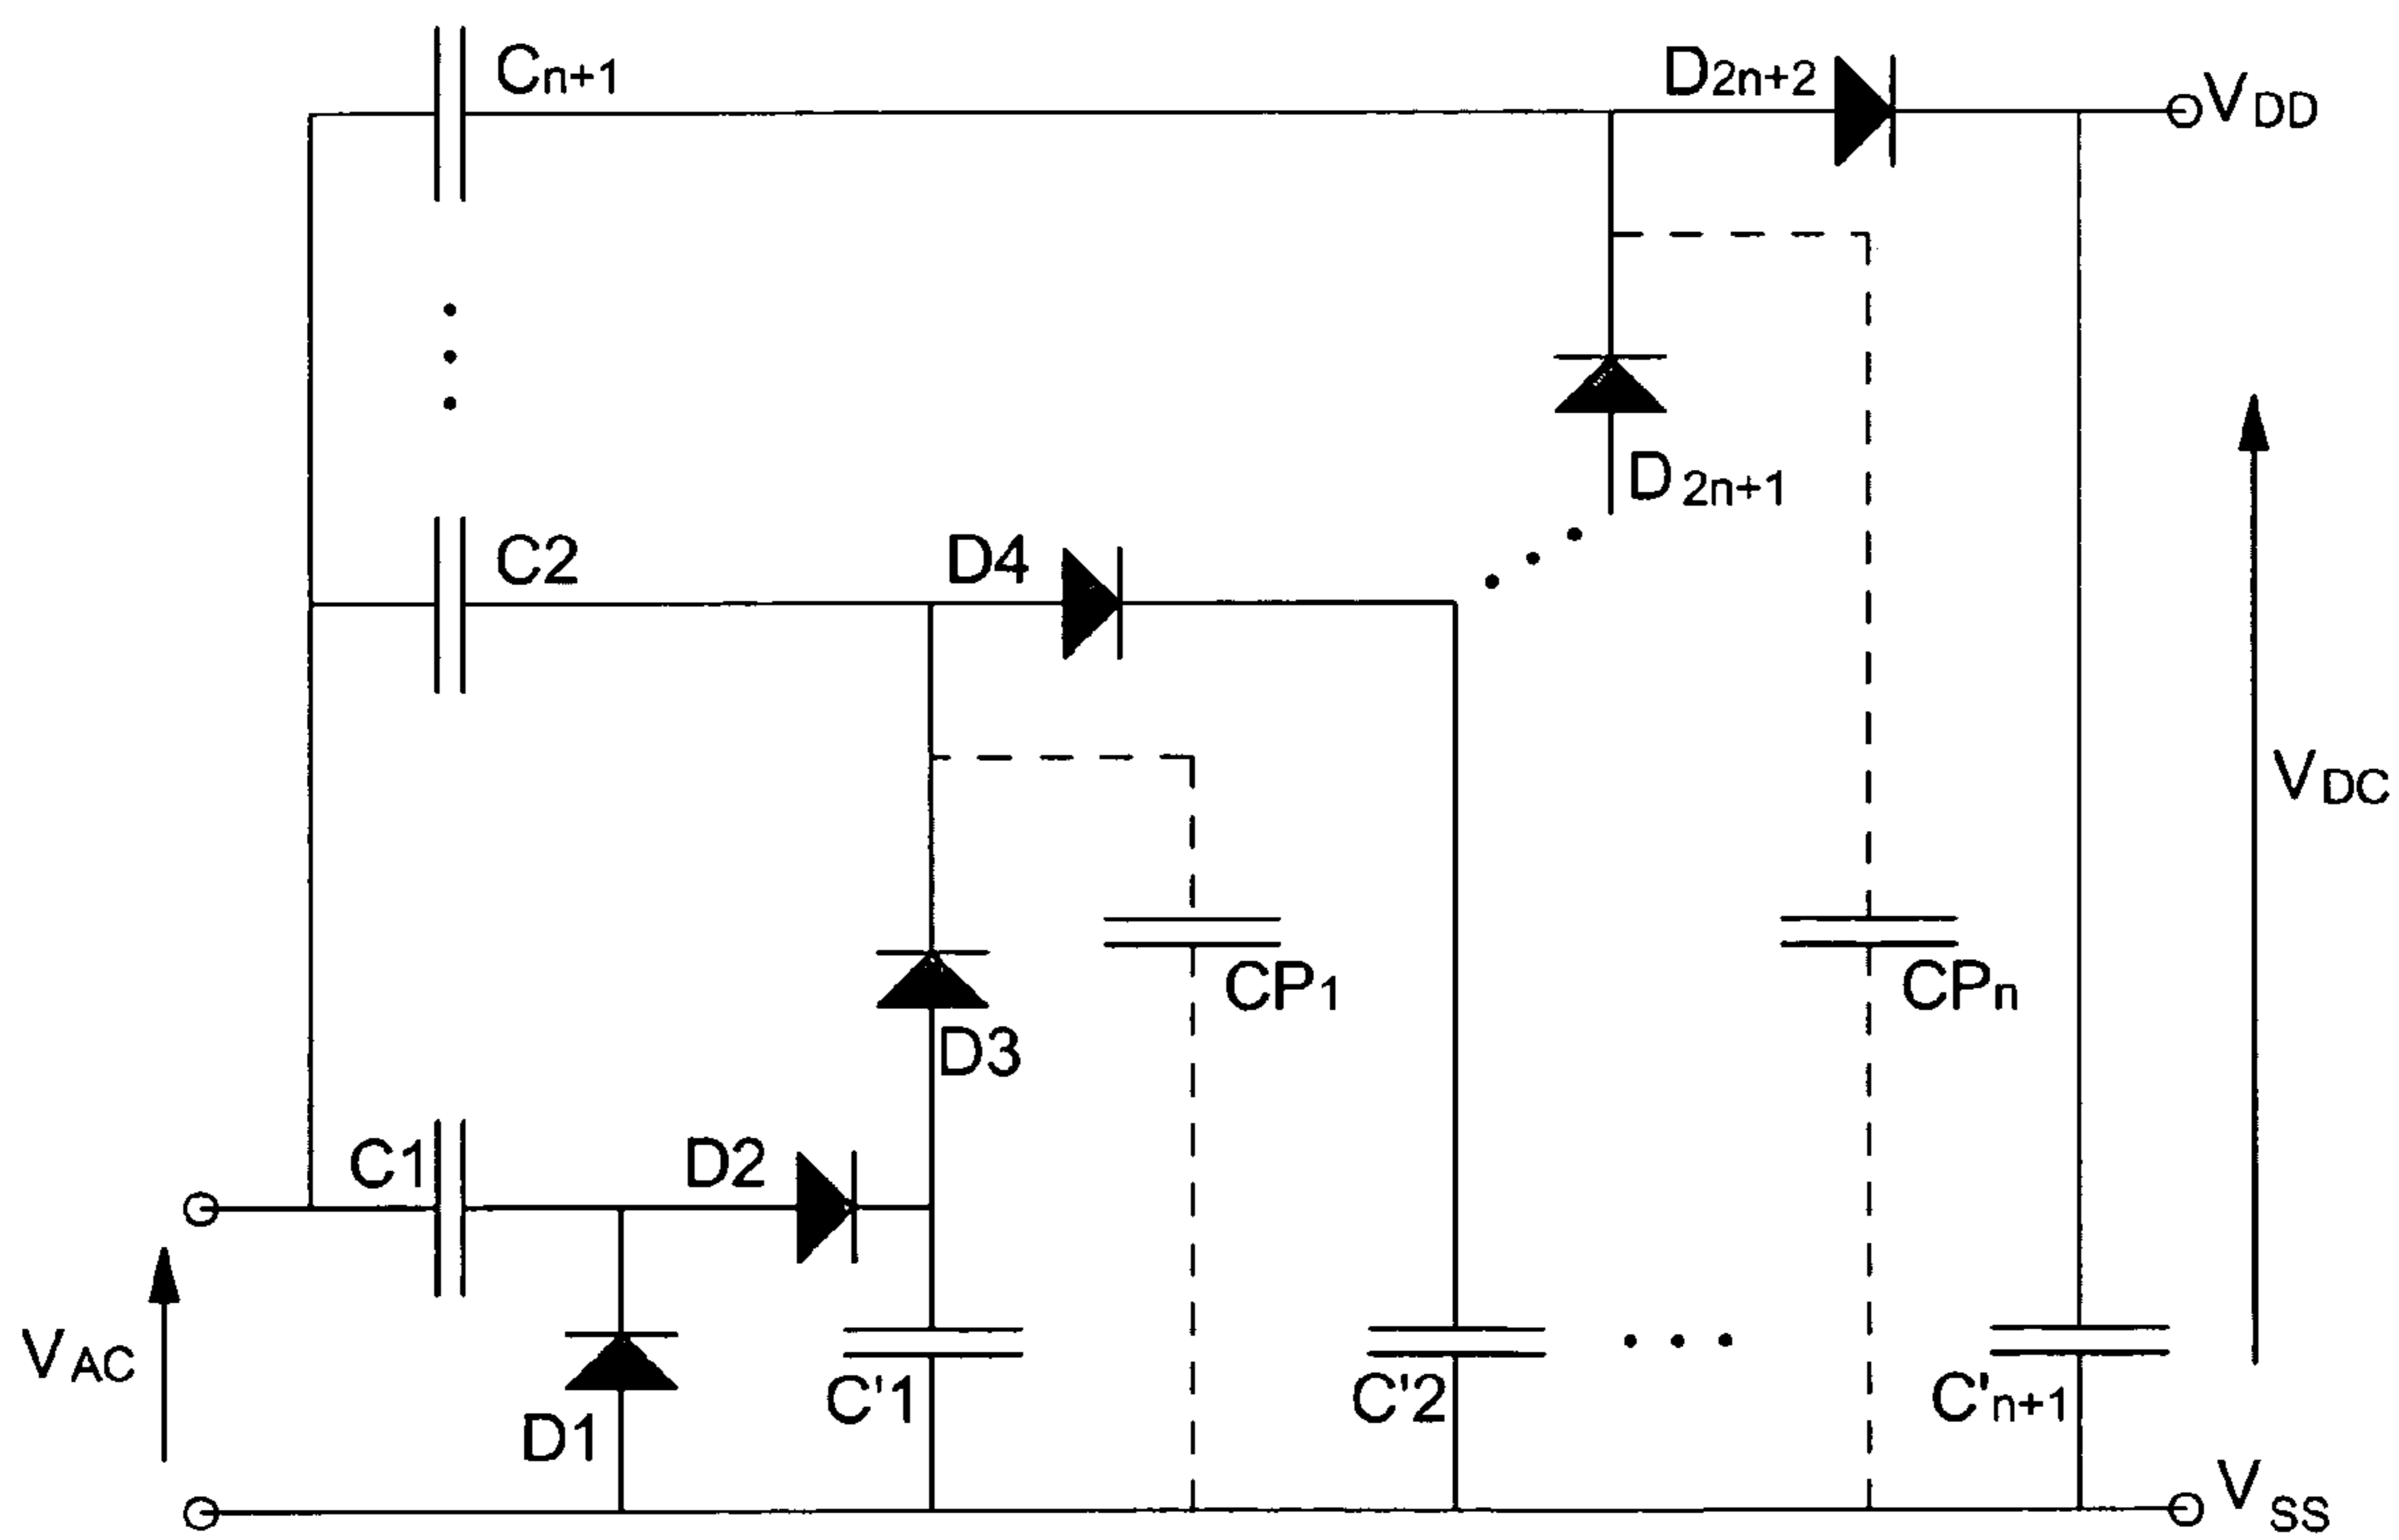 Cn+1
D2n+2
VDD
D2n+1
C2
D4
VDC
CP1
CPn
D3
C1
D2
VAC
D1
C'1
C'2
C'n+1
VSS